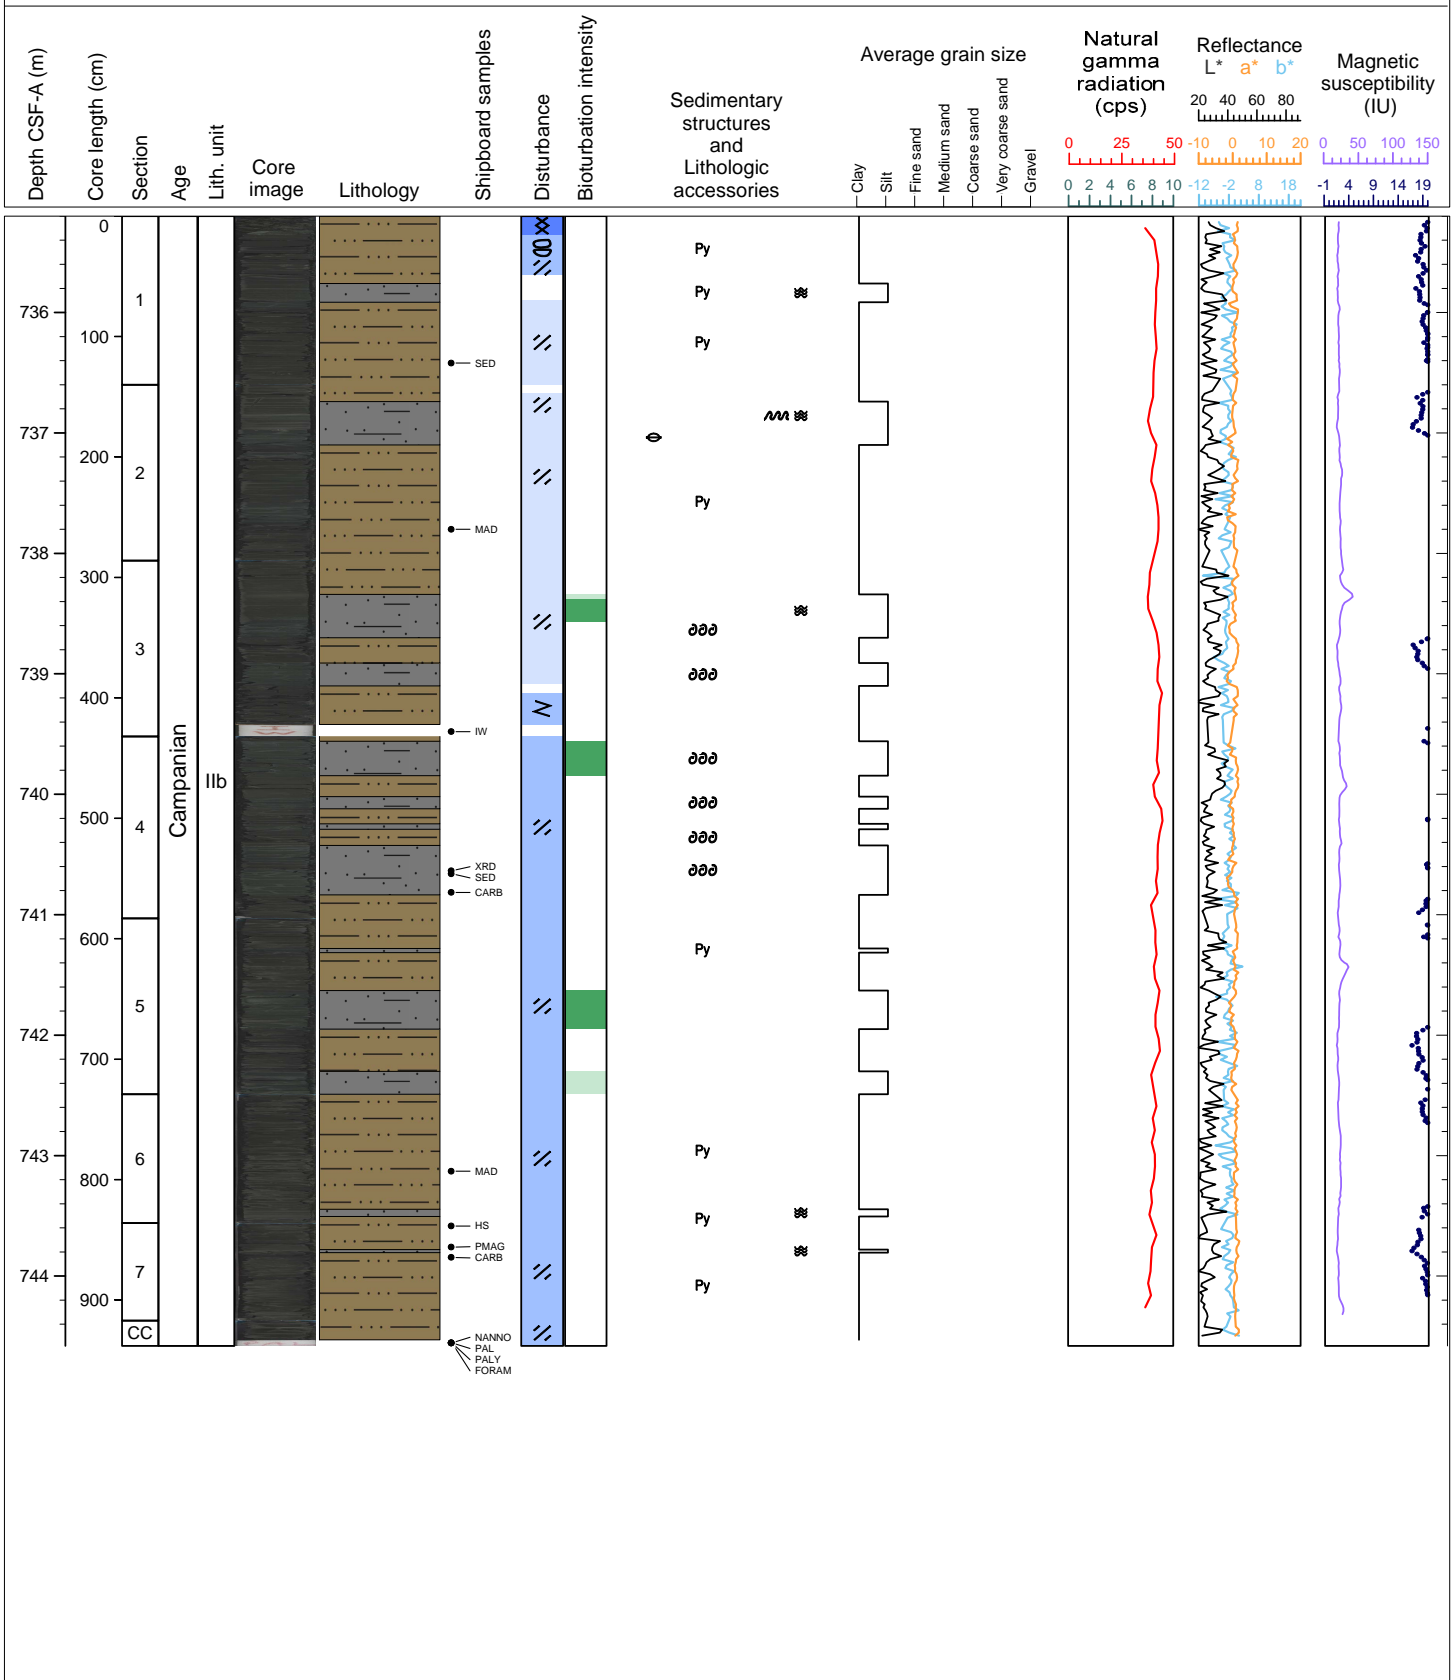 Depth CSF-A (m)
Core length (cm)
Section
Age
Lith. unit
Core
image
Lithology
Shipboard samples
Disturbance
Bioturbation intensity
Sedimentary
structures
and
Lithologic
accessories
Average grain size
Clay
Silt
Fine sand
Medium sand
Coarse sand
Very coarse sand
Gravel
Natural
gamma
radiation
(cps)
0 25 50
0 2 4 6 8 10
Reflectance
L* a* b*
20 40 60 80
-10 0 10 20
-12 -2 8 18
Magnetic
susceptibility
(IU)
0 50 100 150
-1 4 9 14 19
736
737
738
739
740
741
742
743
744
0
100
200
300
400
500
600
700
800
900
1
2
3
4
5
6
7
CC
Campanian
IIb
SED
MAD
IW
XRD
SED
CARB
MAD
HS
PMAG
CARB
NANNO
PAL
PALY
FORAM
Py
Py
Py
Py
Py
Py
Py
Py